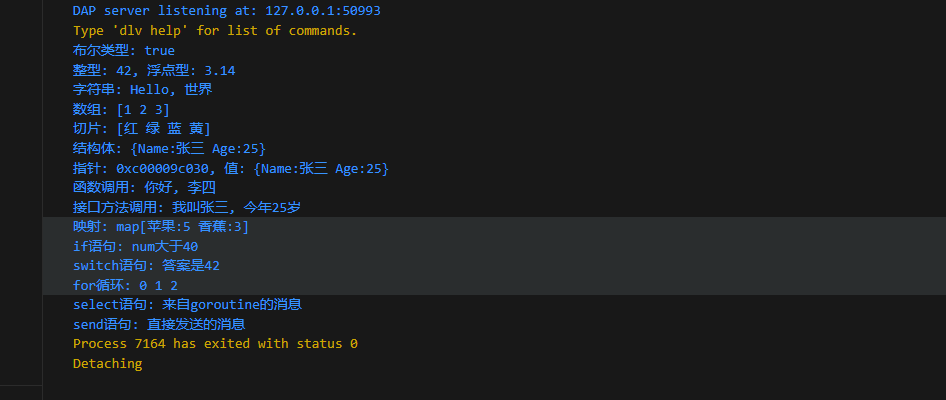 DAP server listening at: 127.0.0.1:50993
Type 'dlv help' for list of commands.
布尔类型: true
整型: 42, 浮点型: 3.14
字符串: Hello, 世界
数组: [1 2 3]
切片: [红 绿 蓝 黄]
结构体: {Name:张三 Age:25}
指针: 0xc00009c030, 值: {Name:张三 Age:25}
函数调用: 你好, 李四
接口方法调用: 我叫张三, 今年25岁
映射: map[苹果:5 香蕉:3]
if语句: num大于40
switch语句: 答案是42
for循环: 0 1 2
select语句: 来自goroutine的消息
send语句: 直接发送的消息
Process 7164 has exited with status 0
Detaching